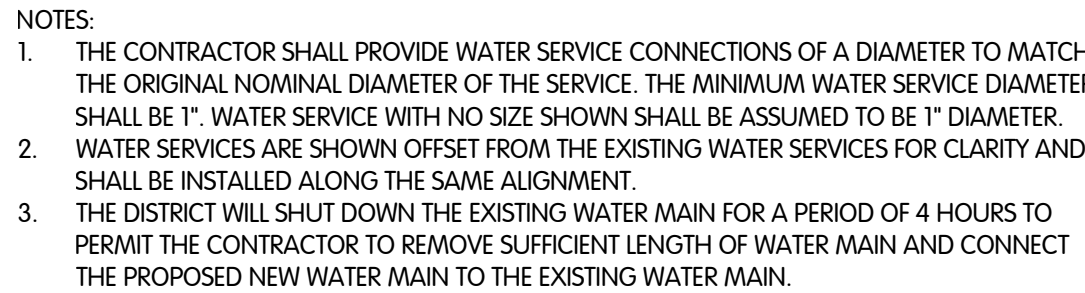 NOTES:
1. THE CONTRACTOR SHALL PROVIDE WATER SERVICE CONNECTIONS OF A DIAMETER TO MATCH
THE ORIGINAL NOMINAL DIAMETER OF THE SERVICE. THE MINIMUM WATER SERVICE DIAMETER
SHALL BE 1". WATER SERVICE WITH NO SIZE SHOWN SHALL BE ASSUMED TO BE 1" DIAMETER.
2. WATER SERVICES ARE SHOWN OFFSET FROM THE EXISTING WATER SERVICES FOR CLARITY AND
SHALL BE INSTALLED ALONG THE SAME ALIGNMENT.
3. THE DISTRICT WILL SHUT DOWN THE EXISTING WATER MAIN FOR A PERIOD OF 4 HOURS TO
PERMIT THE CONTRACTOR TO REMOVE SUFFICIENT LENGTH OF WATER MAIN AND CONNECT
THE PROPOSED NEW WATER MAIN TO THE EXISTING WATER MAIN.